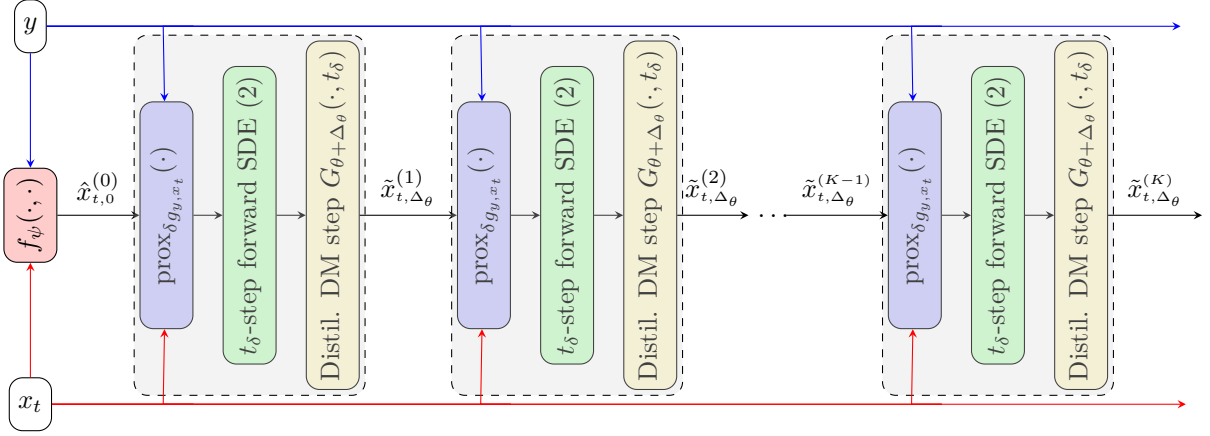 y
f_ψ(·, ·)
x_t
x̂_{t,0}^{(0)}
prox_{δg_{y,x_t}}(·)
t_δ-step forward SDE (2)
Distil. DM step G_{θ+Δ_θ}(·, t_δ)
x̃_{t,Δ_θ}^{(1)}
prox_{δg_{y,x_t}}(·)
t_δ-step forward SDE (2)
Distil. DM step G_{θ+Δ_θ}(·, t_δ)
x̃_{t,Δ_θ}^{(2)}
...
x̃_{t,Δ_θ}^{(K−1)}
prox_{δg_{y,x_t}}(·)
t_δ-step forward SDE (2)
Distil. DM step G_{θ+Δ_θ}(·, t_δ)
x̃_{t,Δ_θ}^{(K)}